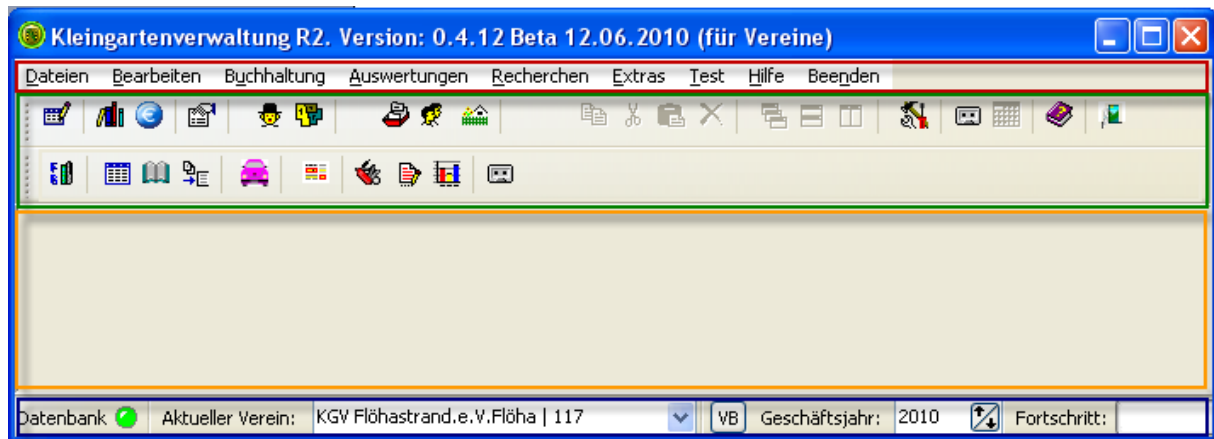 Kleingartenverwaltung R2. Version: 0.4.12 Beta 12.06.2010 (für Vereine)
Dateien Bearbeiten Buchhaltung Auswertungen Recherchen Extras Test Hilfe Beenden
Datenbank Aktueller Verein: KGV Flöhastrand.e.V.Flöha | 117 VB Geschäftsjahr: 2010 Fortschritt: